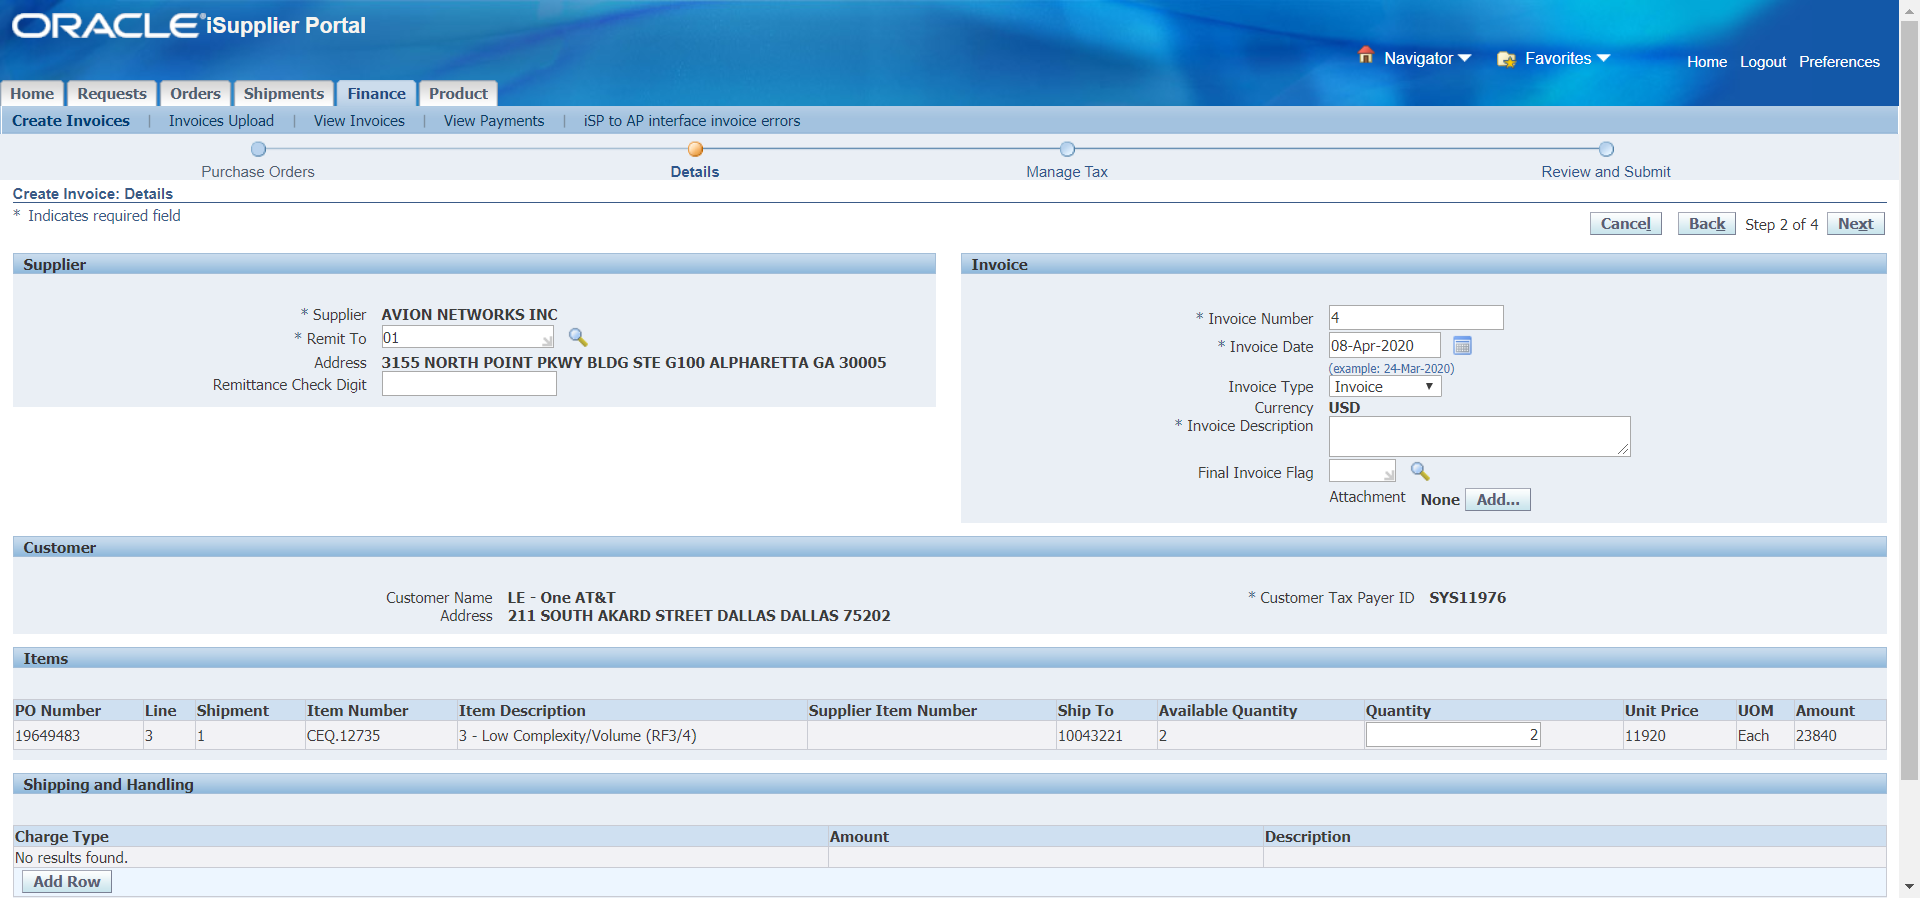 ORACLE® iSupplier Portal
Navigator Favorites Home Logout Preferences
Home Requests Orders Shipments Finance Product
Create Invoices | Invoices Upload | View Invoices | View Payments | iSP to AP interface invoice errors
Purchase Orders Details Manage Tax Review and Submit
Create Invoice: Details
* Indicates required field
Cancel Back Step 2 of 4 Next
Supplier
* Supplier AVION NETWORKS INC
* Remit To 01
Address 3155 NORTH POINT PKWY BLDG STE G100 ALPHARETTA GA 30005
Remittance Check Digit
Invoice
* Invoice Number 4
* Invoice Date 08-Apr-2020
(example: 24-Mar-2020)
Invoice Type Invoice
Currency USD
* Invoice Description
Final Invoice Flag
Attachment None Add...
Customer
Customer Name LE - One AT&T
Address 211 SOUTH AKARD STREET DALLAS DALLAS 75202
* Customer Tax Payer ID SYS11976
Items
PO Number Line Shipment Item Number Item Description Supplier Item Number Ship To Available Quantity Quantity Unit Price UOM Amount
19649483 3 1 CEQ.12735 3 - Low Complexity/Volume (RF3/4) 10043221 2 2 11920 Each 23840
Shipping and Handling
Charge Type Amount Description
No results found.
Add Row